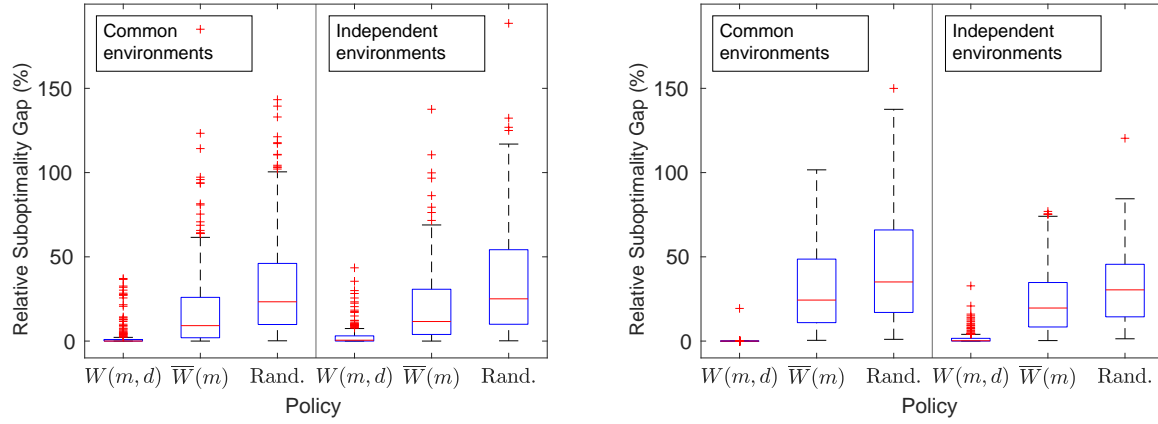 Common
environments
Independent
environments
Relative Suboptimality Gap (%)
150
100
50
0
W(m, d)
W̅(m)
Rand.
W(m, d)
W̅(m)
Rand.
Policy
Common
environments
Independent
environments
Relative Suboptimality Gap (%)
150
100
50
0
W(m, d)
W̅(m)
Rand.
W(m, d)
W̅(m)
Rand.
Policy